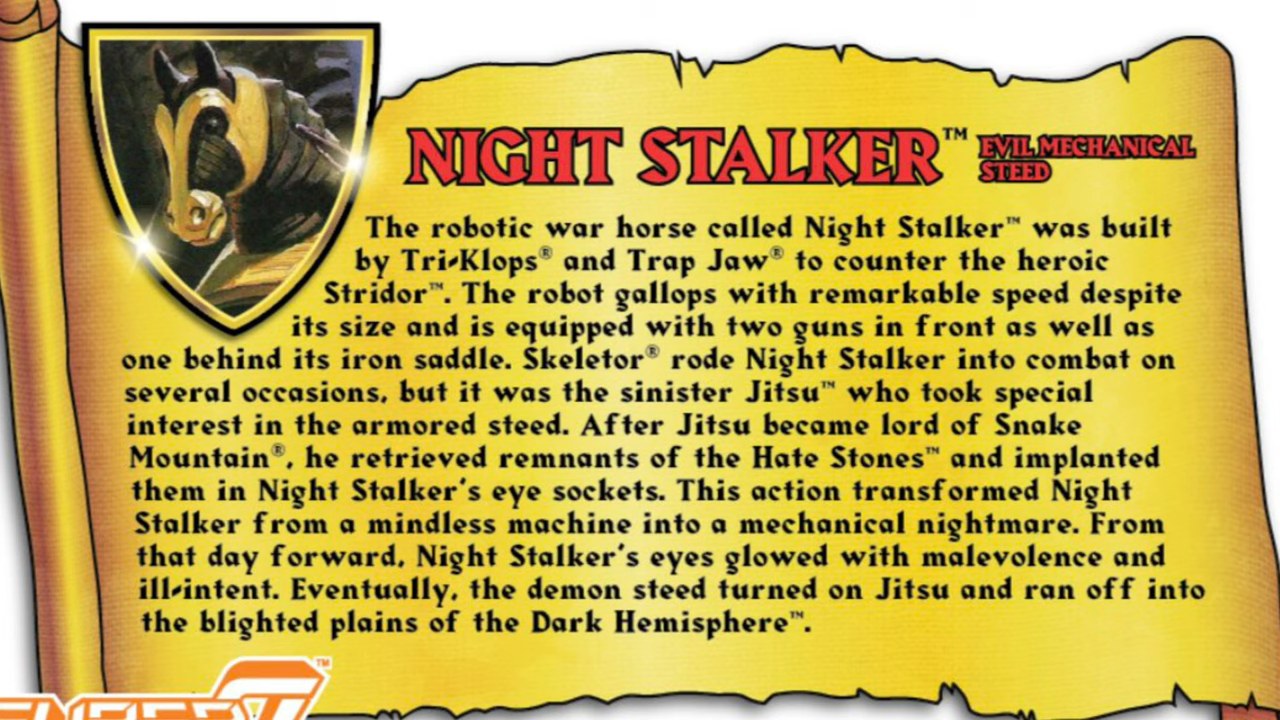 NIGHT STALKER™ EVIL MECHANICAL
STEED
The robotic war horse called Night Stalker™ was built
by Tri-Klops® and Trap Jaw® to counter the heroic
Stridor™. The robot gallops with remarkable speed despite
its size and is equipped with two guns in front as well as
one behind its iron saddle. Skeletor® rode Night Stalker into combat on
several occasions, but it was the sinister Jitsu™ who took special
interest in the armored steed. After Jitsu became lord of Snake
Mountain®, he retrieved remnants of the Hate Stones™ and implanted
them in Night Stalker's eye sockets. This action transformed Night
Stalker from a mindless machine into a mechanical nightmare. From
that day forward, Night Stalker's eyes glowed with malevolence and
ill-intent. Eventually, the demon steed turned on Jitsu and ran off into
the blighted plains of the Dark Hemisphere™.